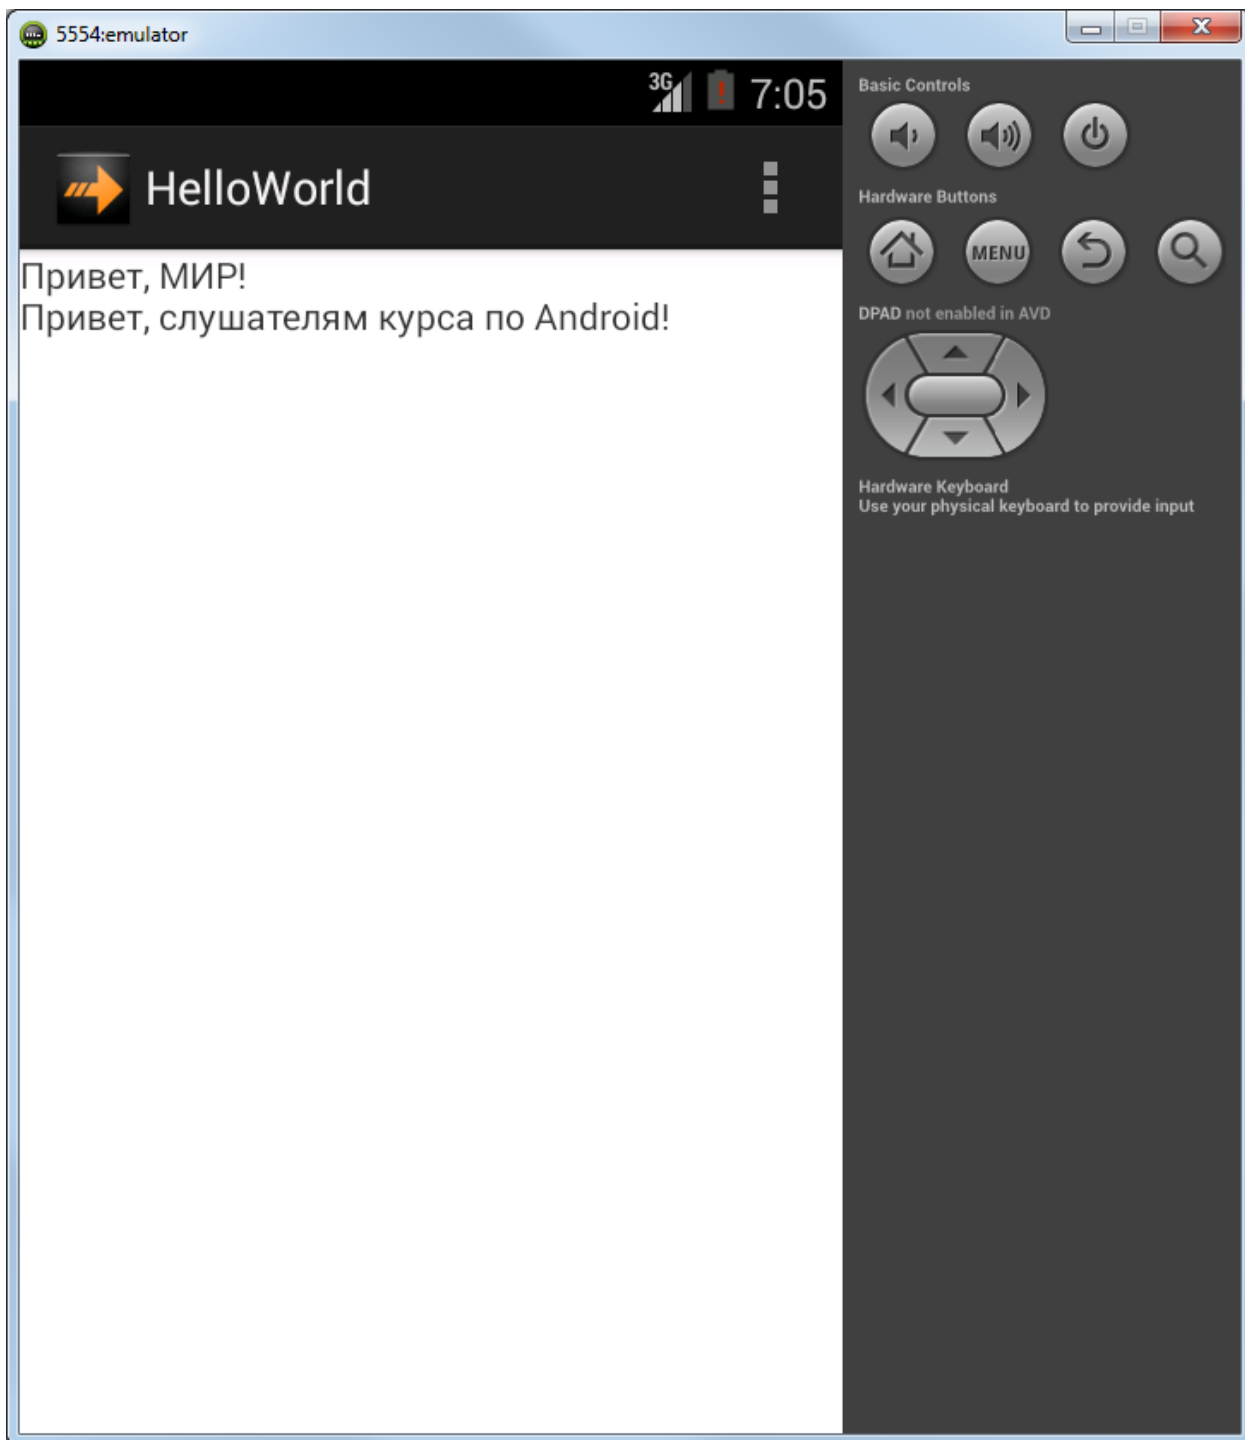 5554:emulator
3G 7:05
HelloWorld
Привет, МИР!
Привет, слушателям курса по Android!
Basic Controls
Hardware Buttons
MENU
DPAD not enabled in AVD
Hardware Keyboard
Use your physical keyboard to provide input